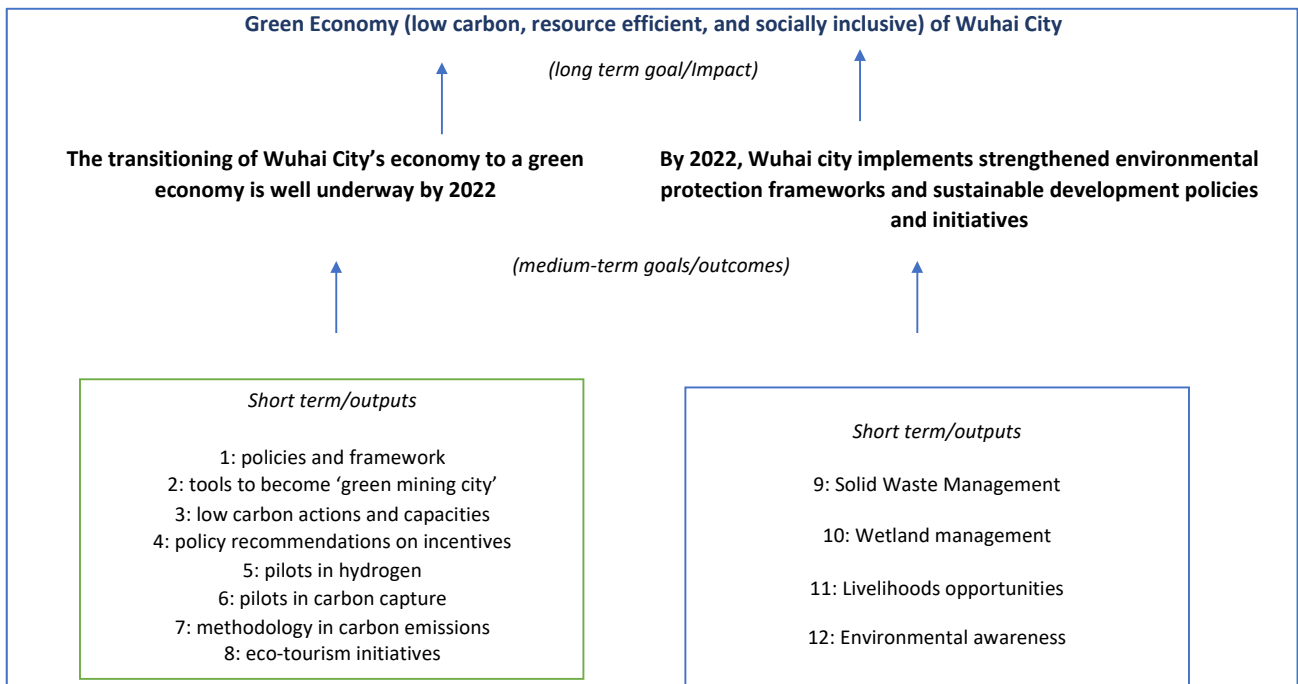 Green Economy (low carbon, resource efficient, and socially inclusive) of Wuhai City
(long term goal/Impact)
The transitioning of Wuhai City’s economy to a green
economy is well underway by 2022
By 2022, Wuhai city implements strengthened environmental
protection frameworks and sustainable development policies
and initiatives
(medium-term goals/outcomes)
Short term/outputs
1: policies and framework
2: tools to become ‘green mining city’
3: low carbon actions and capacities
4: policy recommendations on incentives
5: pilots in hydrogen
6: pilots in carbon capture
7: methodology in carbon emissions
8: eco-tourism initiatives
Short term/outputs
9: Solid Waste Management
10: Wetland management
11: Livelihoods opportunities
12: Environmental awareness